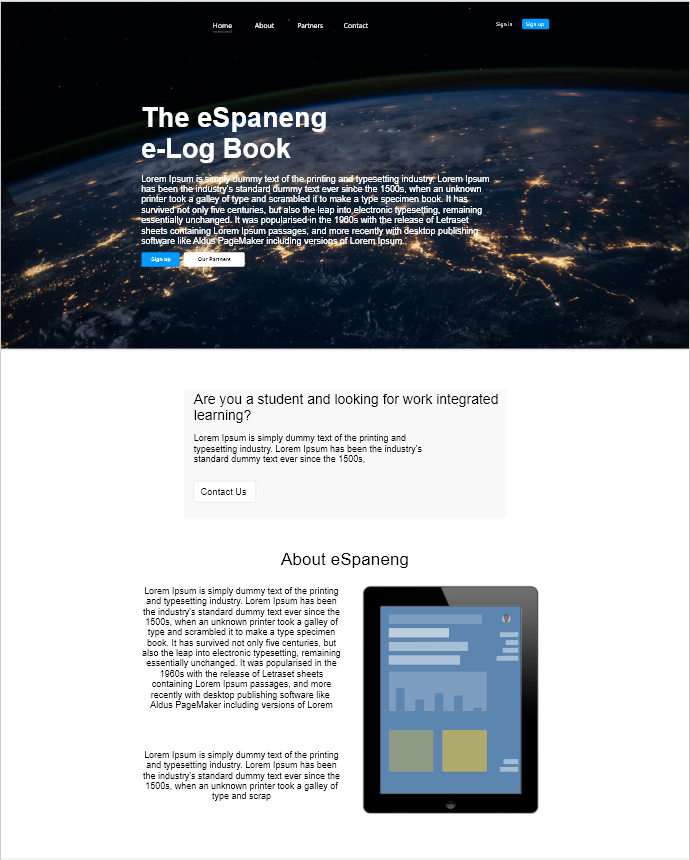 Home About Partners Contact Sign in Sign up
The eSpaneng
e-Log Book
Lorem Ipsum is simply dummy text of the printing and typesetting industry. Lorem Ipsum
has been the industry's standard dummy text ever since the 1500s, when an unknown
printer took a galley of type and scrambled it to make a type specimen book. It has
survived not only five centuries, but also the leap into electronic typesetting, remaining
essentially unchanged. It was popularised in the 1960s with the release of Letraset
sheets containing Lorem Ipsum passages, and more recently with desktop publishing
software like Aldus PageMaker including versions of Lorem Ipsum.
Sign up Our Partners
Are you a student and looking for work integrated
learning?
Lorem Ipsum is simply dummy text of the printing and
typesetting industry. Lorem Ipsum has been the industry's
standard dummy text ever since the 1500s,
Contact Us
About eSpaneng
Lorem Ipsum is simply dummy text of the printing
and typesetting industry. Lorem Ipsum has been
the industry's standard dummy text ever since the
1500s, when an unknown printer took a galley of
type and scrambled it to make a type specimen
book. It has survived not only five centuries, but
also the leap into electronic typesetting, remaining
essentially unchanged. It was popularised in the
1960s with the release of Letraset sheets
containing Lorem Ipsum passages, and more
recently with desktop publishing software like
Aldus PageMaker including versions of Lorem
Lorem Ipsum is simply dummy text of the printing
and typesetting industry. Lorem Ipsum has been
the industry's standard dummy text ever since the
1500s, when an unknown printer took a galley of
type and scrap